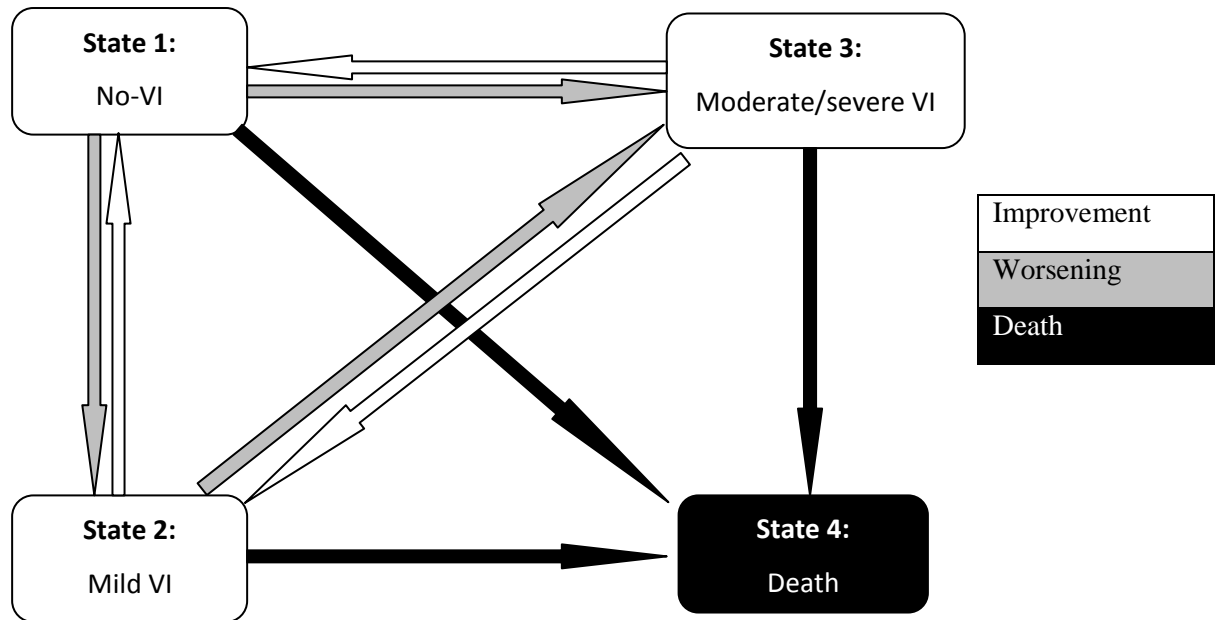 State 1:
No-VI
State 3:
Moderate/severe VI
Improvement
Worsening
Death
State 2:
Mild VI
State 4:
Death